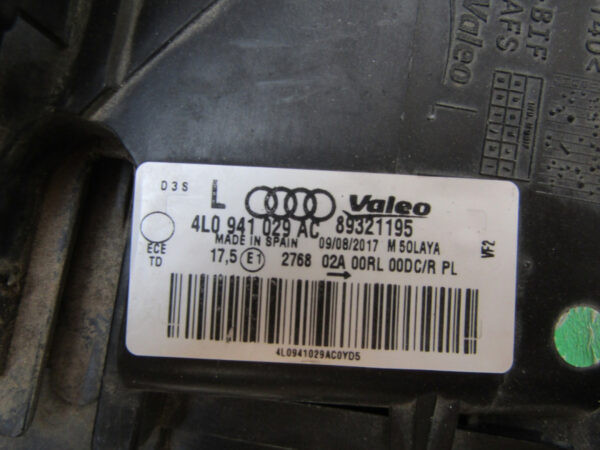 BIF
AFS
Valeo
D3S L Valeo
4L0 941 029 AC 89321195
ECE
TD
MADE IN SPAIN 09/08/2017 M 50LAYA
17,5 E1 2768 02A 00RL 00DC/R PL
VF2
4L0941029AC0YD5